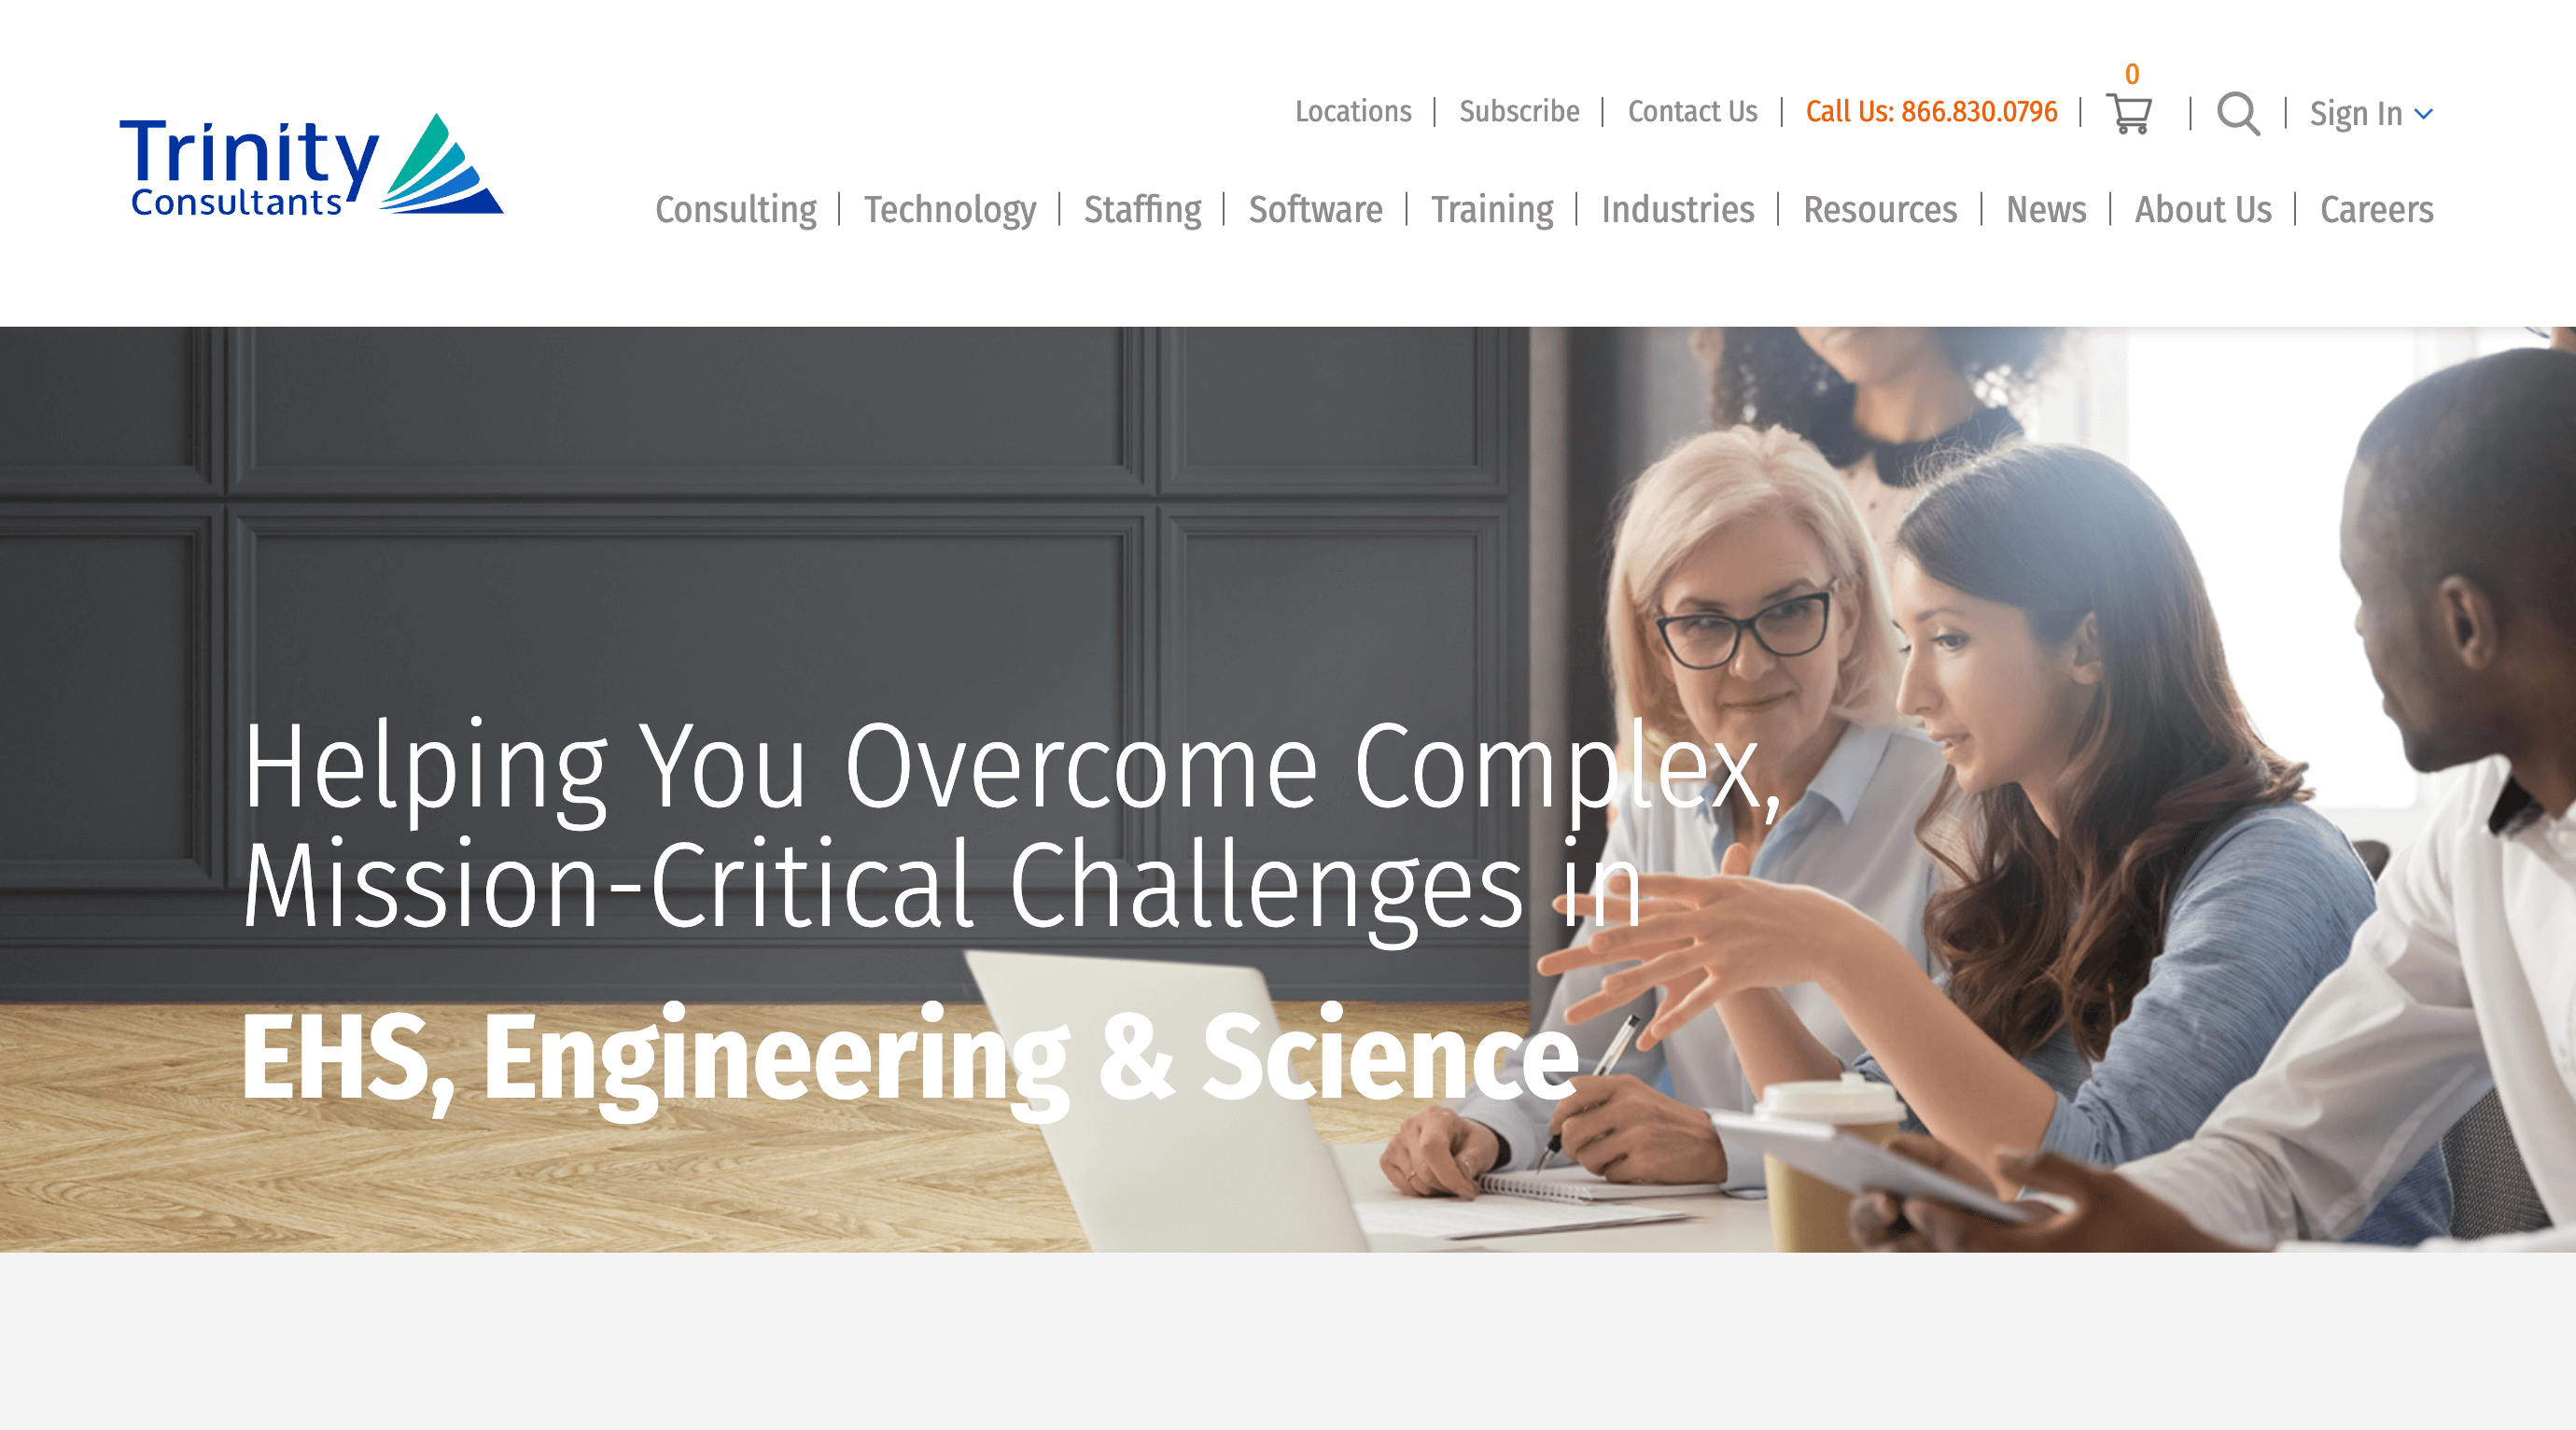 Trinity
Consultants
0
Locations
Subscribe
Contact Us
Call Us: 866.830.0796
Sign In
Consulting
Technology
Staffing
Software
Training
Industries
Resources
News
About Us
Careers
Helping You Overcome Complex,
Mission-Critical Challenges in
EHS, Engineering & Science